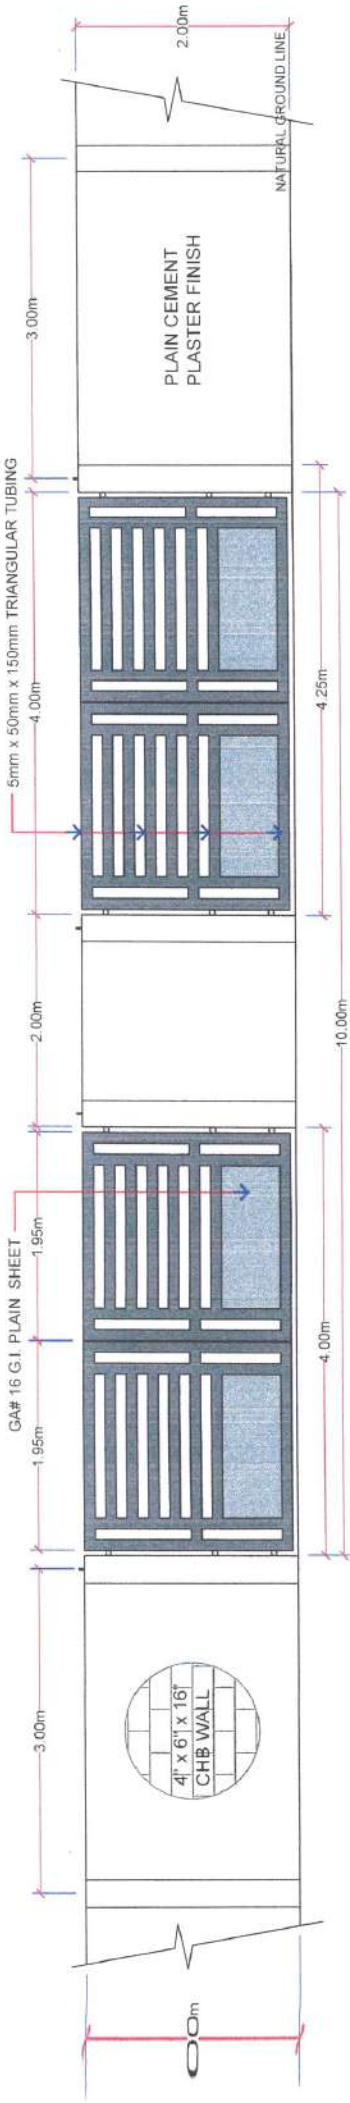 GA# 16 G.I. PLAIN SHEET
5mm x 50mm x 150mm TRIANGULAR TUBING
3.00m
1.95m
1.95m
2.00m
4.00m
3.00m
4" x 6" x 16"
CHB WALL
PLAIN CEMENT
PLASTER FINISH
2.00m
NATURAL GROUND LINE
4.00m
4.25m
10.00m